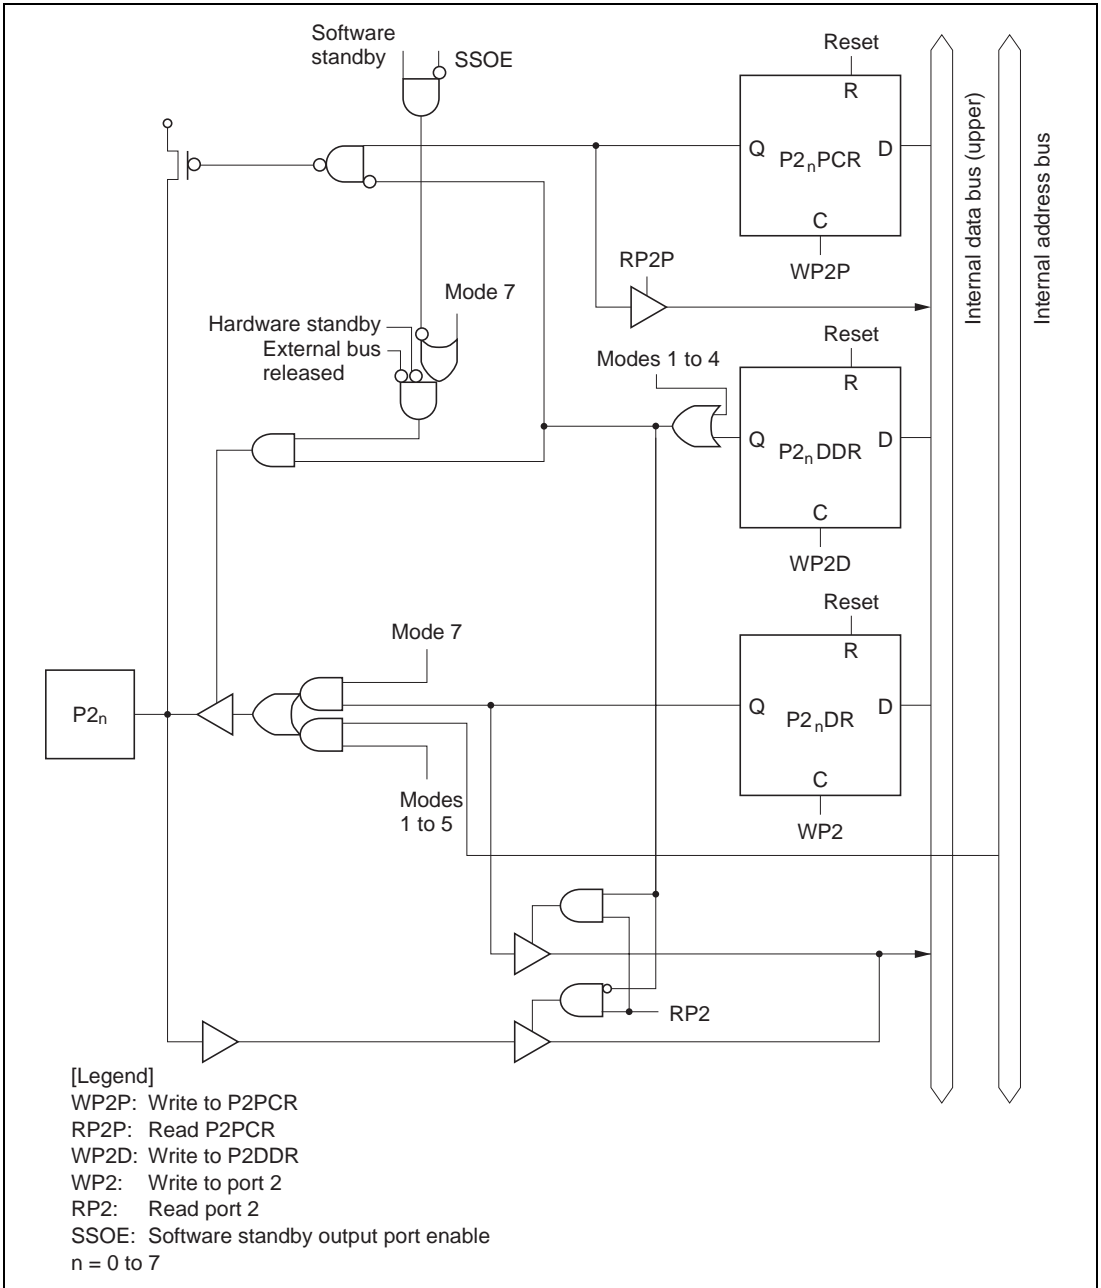 Software
standby
SSOE
Reset
R
Q
P2nPCR
D
C
WP2P
Internal data bus (upper)
Internal address bus
RP2P
Mode 7
Hardware standby
External bus
released
Modes 1 to 4
Reset
R
Q
P2nDDR
D
C
WP2D
Reset
R
Mode 7
P2n
Q
P2nDR
D
C
WP2
Modes
1 to 5
RP2
[Legend]
WP2P: Write to P2PCR
RP2P: Read P2PCR
WP2D: Write to P2DDR
WP2: Write to port 2
RP2: Read port 2
SSOE: Software standby output port enable
n = 0 to 7